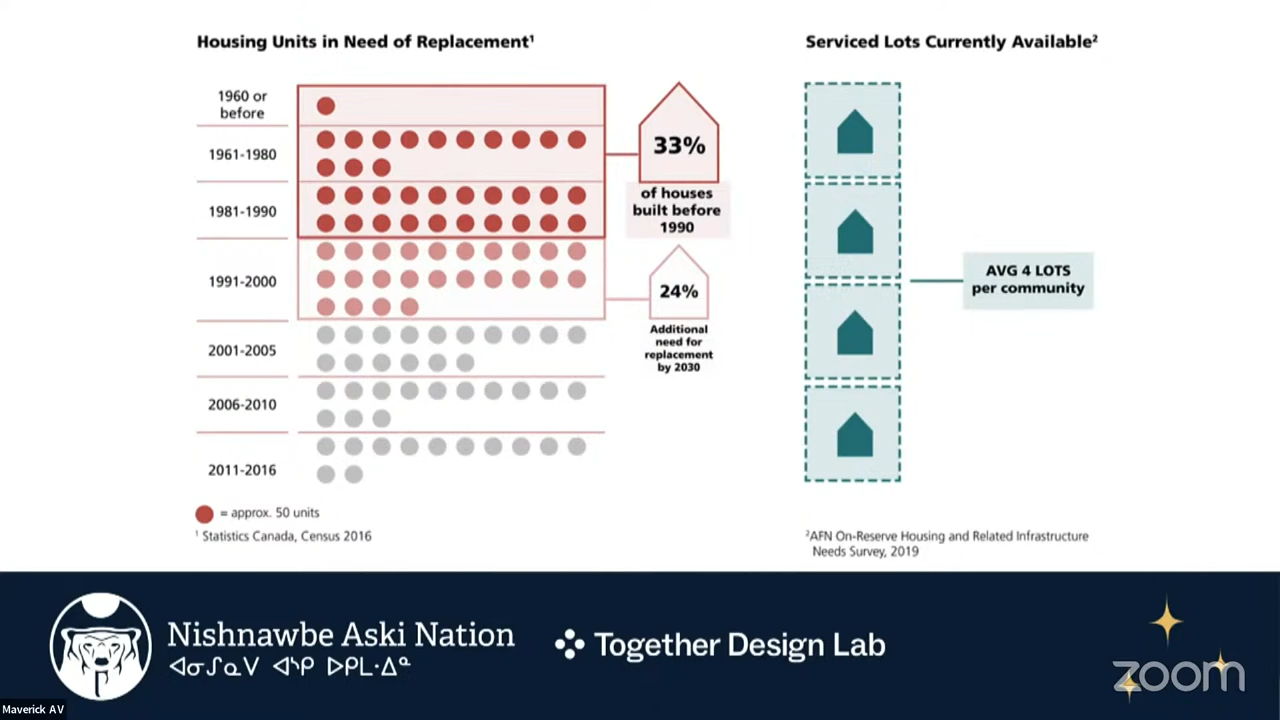 Housing Units in Need of Replacement¹
1960 or
before
1961-1980
1981-1990
1991-2000
2001-2005
2006-2010
2011-2016
33%
of houses
built before
1990
24%
Additional
need for
replacement
by 2030
= approx. 50 units
¹ Statistics Canada, Census 2016
Serviced Lots Currently Available²
AVG 4 LOTS
per community
²AFN On-Reserve Housing and Related Infrastructure
Needs Survey, 2019
Nishnawbe Aski Nation
ᐊᓂᔑᓇᐯ ᐊᔅᑭ ᐅᑭᒪᐧᐃᓐ
Together Design Lab
zoom
Maverick AV